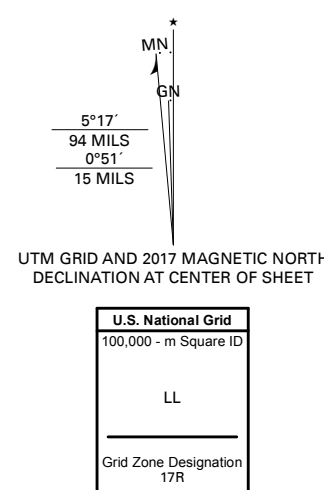 ★
MN
GN
5°17´
94 MILS
0°51´
15 MILS
UTM GRID AND 2017 MAGNETIC NORTH
DECLINATION AT CENTER OF SHEET
U.S. National Grid
100,000 - m Square ID
LL
Grid Zone Designation
17R